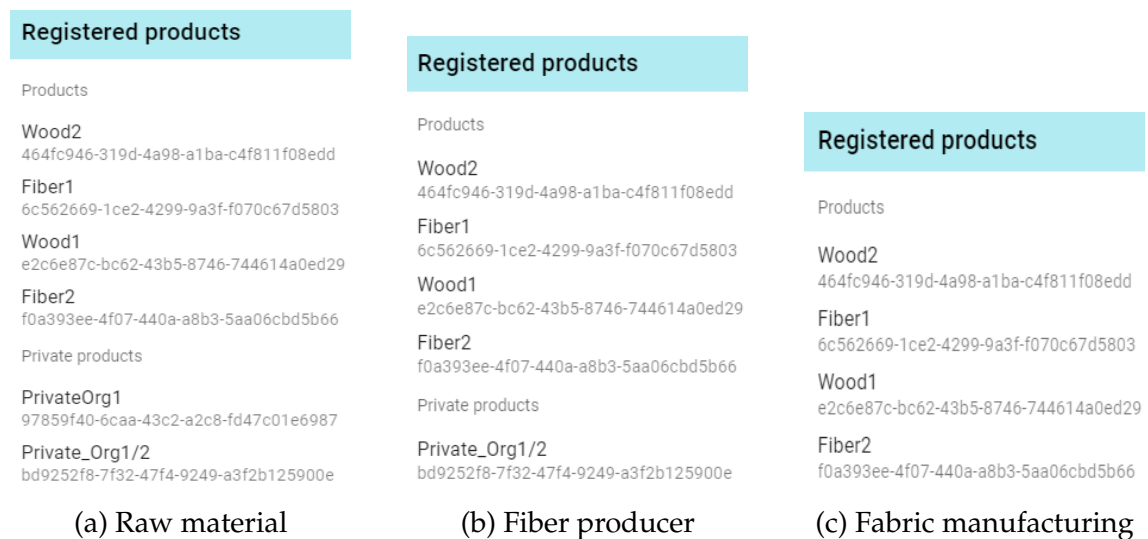 Registered products
Products
Wood2
464fc946-319d-4a98-a1ba-c4f811f08edd
Fiber1
6c562669-1ce2-4299-9a3f-f070c67d5803
Wood1
e2c6e87c-bc62-43b5-8746-744614a0ed29
Fiber2
f0a393ee-4f07-440a-a8b3-5aa06cbd5b66
Private products
PrivateOrg1
97859f40-6caa-43c2-a2c8-fd47c01e6987
Private_Org1/2
bd9252f8-7f32-47f4-9249-a3f2b125900e
(a) Raw material
Registered products
Products
Wood2
464fc946-319d-4a98-a1ba-c4f811f08edd
Fiber1
6c562669-1ce2-4299-9a3f-f070c67d5803
Wood1
e2c6e87c-bc62-43b5-8746-744614a0ed29
Fiber2
f0a393ee-4f07-440a-a8b3-5aa06cbd5b66
Private products
Private_Org1/2
bd9252f8-7f32-47f4-9249-a3f2b125900e
(b) Fiber producer
Registered products
Products
Wood2
464fc946-319d-4a98-a1ba-c4f811f08edd
Fiber1
6c562669-1ce2-4299-9a3f-f070c67d5803
Wood1
e2c6e87c-bc62-43b5-8746-744614a0ed29
Fiber2
f0a393ee-4f07-440a-a8b3-5aa06cbd5b66
(c) Fabric manufacturing